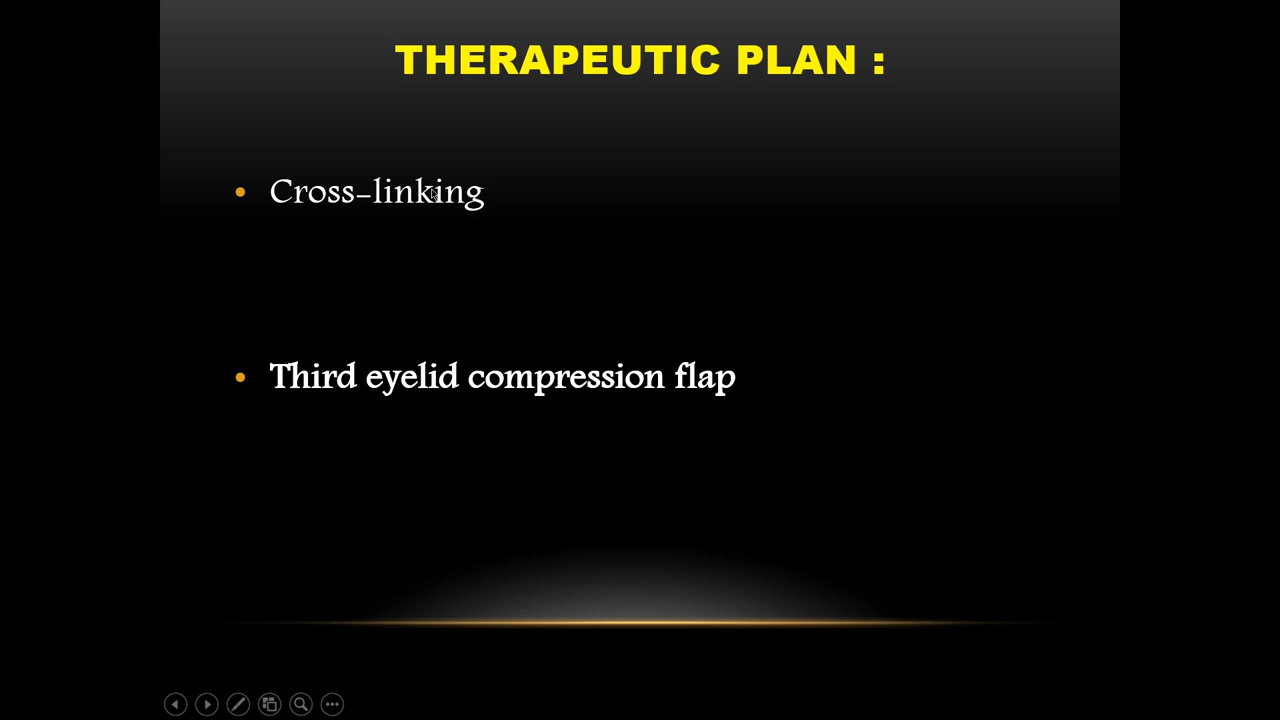 THERAPEUTIC PLAN :
• Cross-linking
• Third eyelid compression flap